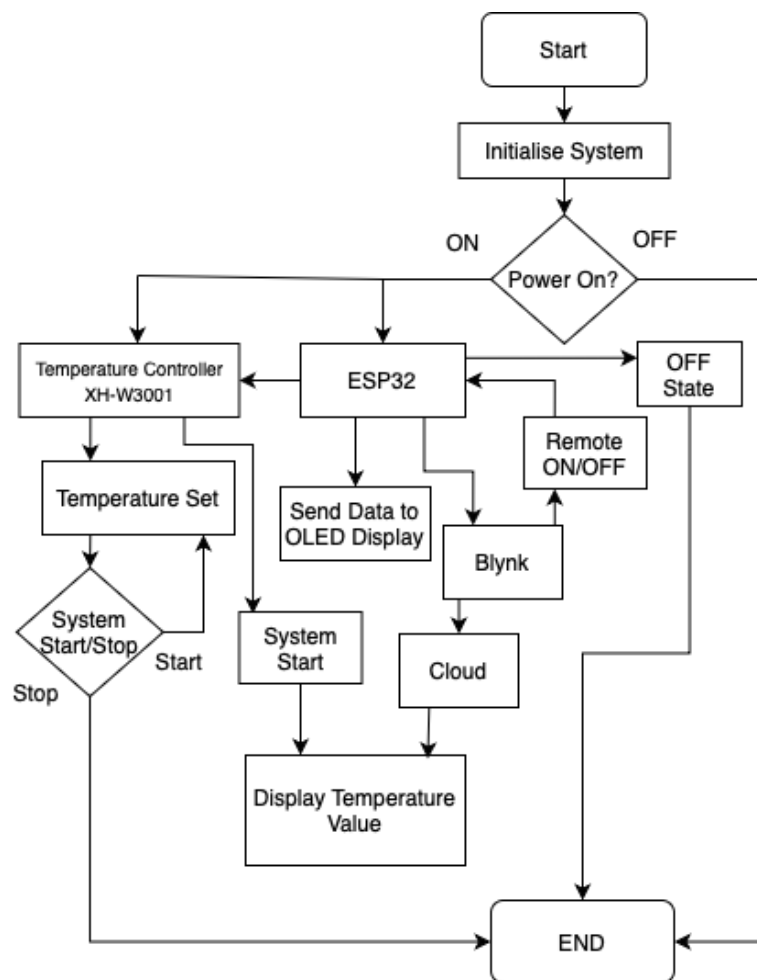 Start
Initialise System
ON
OFF
Power On?
Temperature Controller
XH-W3001
ESP32
OFF
State
Remote
ON/OFF
Temperature Set
Send Data to
OLED Display
Blynk
System
Start/Stop
Start
Stop
System
Start
Cloud
Display Temperature
Value
END